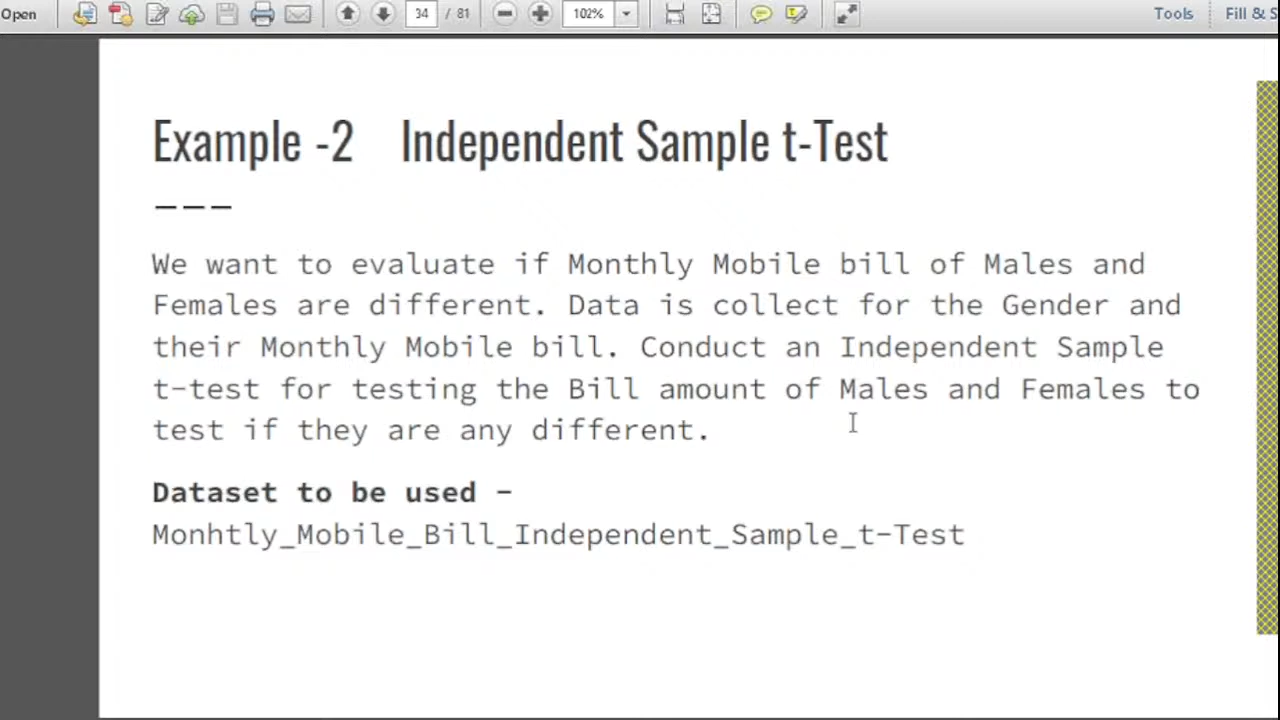 Open 34 / 81 102% Tools Fill & S
Example -2 Independent Sample t-Test
---
We want to evaluate if Monthly Mobile bill of Males and
Females are different. Data is collect for the Gender and
their Monthly Mobile bill. Conduct an Independent Sample
t-test for testing the Bill amount of Males and Females to
test if they are any different.
Dataset to be used -
Monhtly_Mobile_Bill_Independent_Sample_t-Test